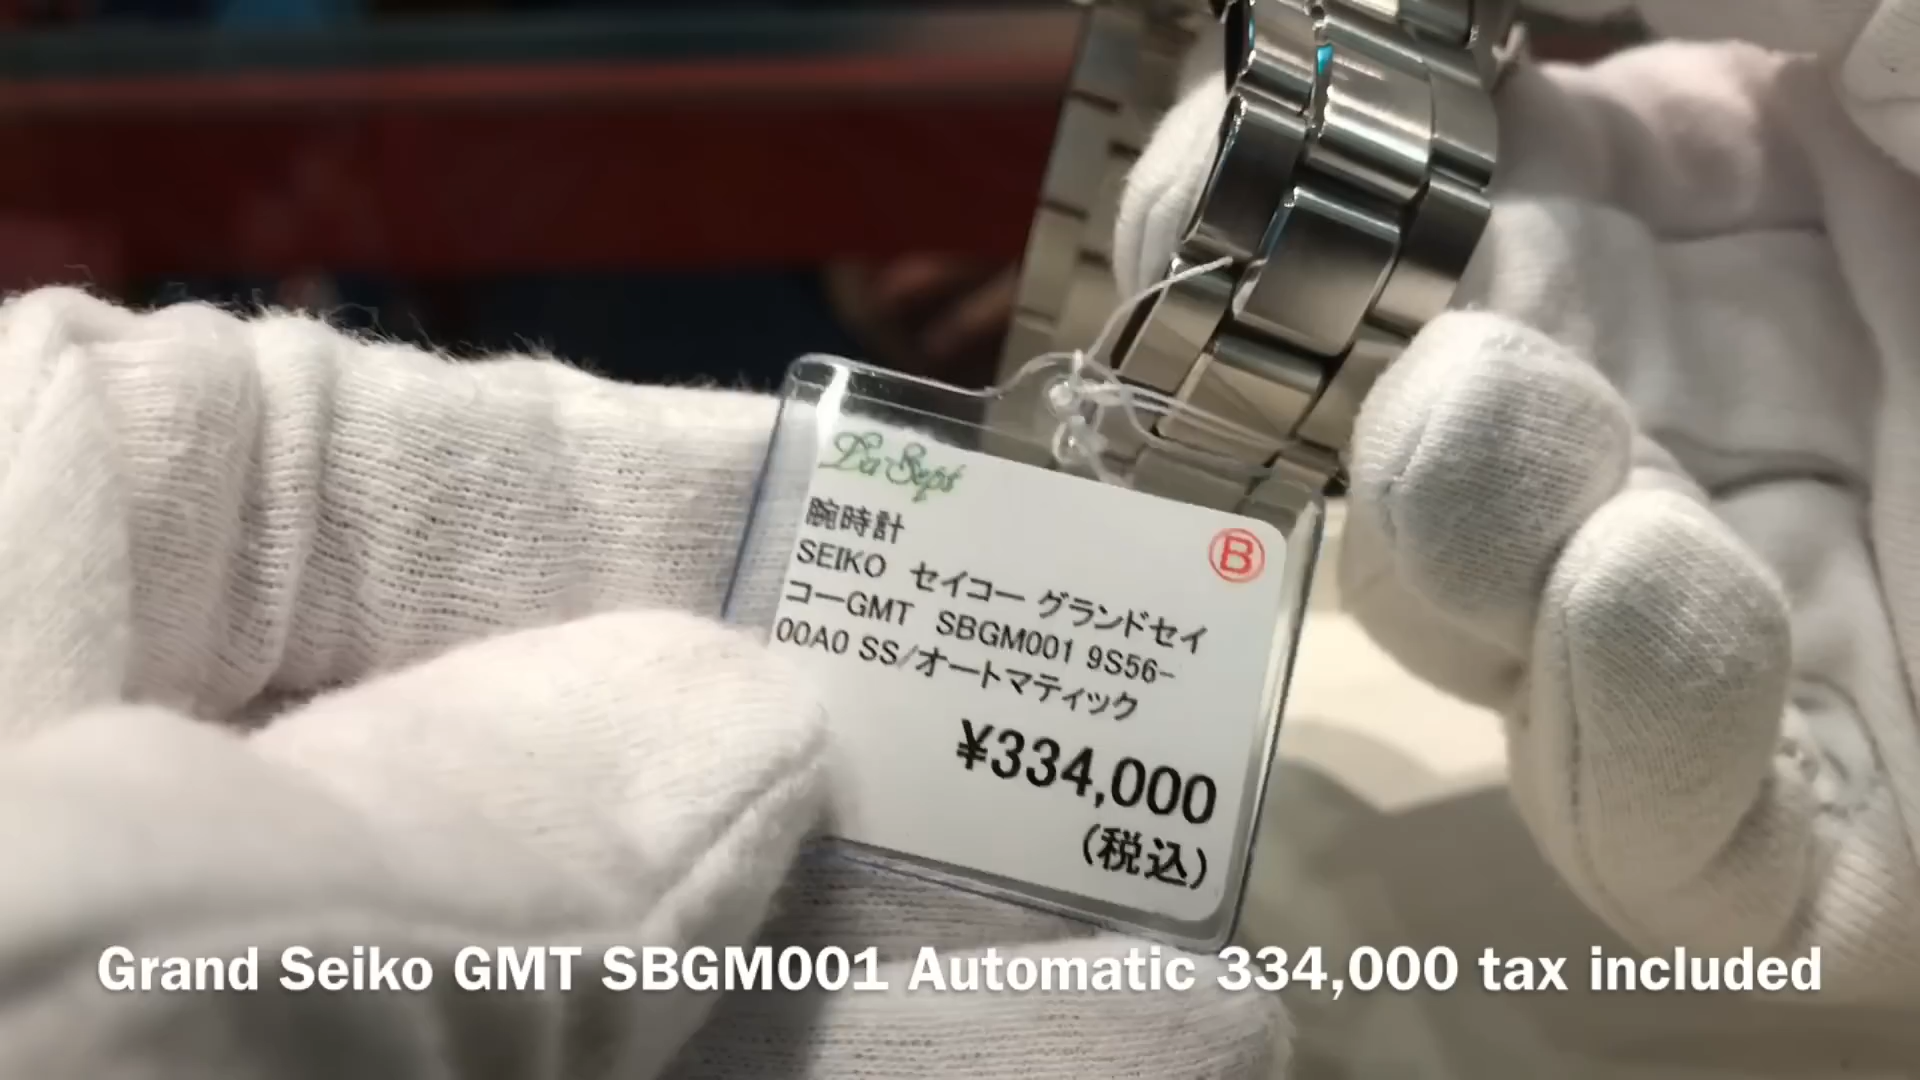 La Sept
腕時計
B
SEIKO セイコー グランドセイ
コーGMT SBGM001 9S56-
00A0 SS/オートマティック
¥334,000
(税込)
Grand Seiko GMT SBGM001 Automatic 334,000 tax included